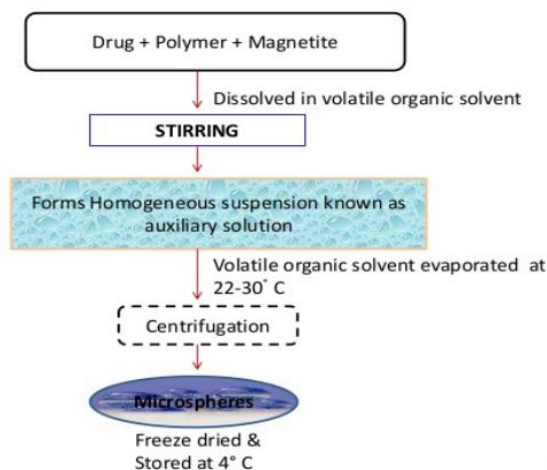 Drug + Polymer + Magnetite
Dissolved in volatile organic solvent
STIRRING
Forms Homogeneous suspension known as
auxiliary solution
Volatile organic solvent evaporated at
22-30° C
Centrifugation
Microspheres
Freeze dried &
Stored at 4° C